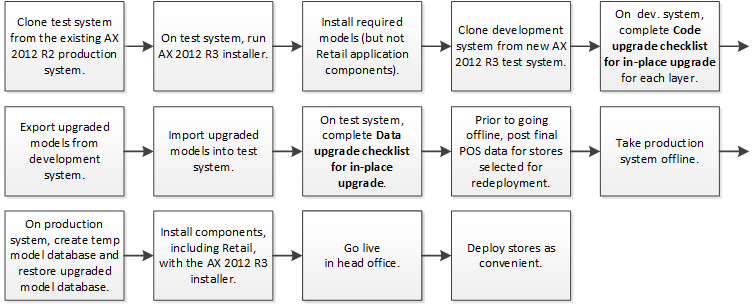 Clone test system
from the existing AX
2012 R2 production
system.
On test system, run
AX 2012 R3 installer.
Install required
models (but not
Retail application
components).
Clone development
system from new AX
2012 R3 test system.
On dev. system,
complete Code
upgrade checklist
for in-place upgrade
for each layer.
Export upgraded
models from
development
system.
Import upgraded
models into test
system.
On test system,
complete Data
upgrade checklist
for in-place
upgrade.
Prior to going
offline, post final
POS data for stores
selected for
redeployment.
Take production
system offline.
On production
system, create temp
model database and
restore upgraded
model database.
Install components,
including Retail,
with the AX 2012 R3
installer.
Go live
in head office.
Deploy stores as
convenient.